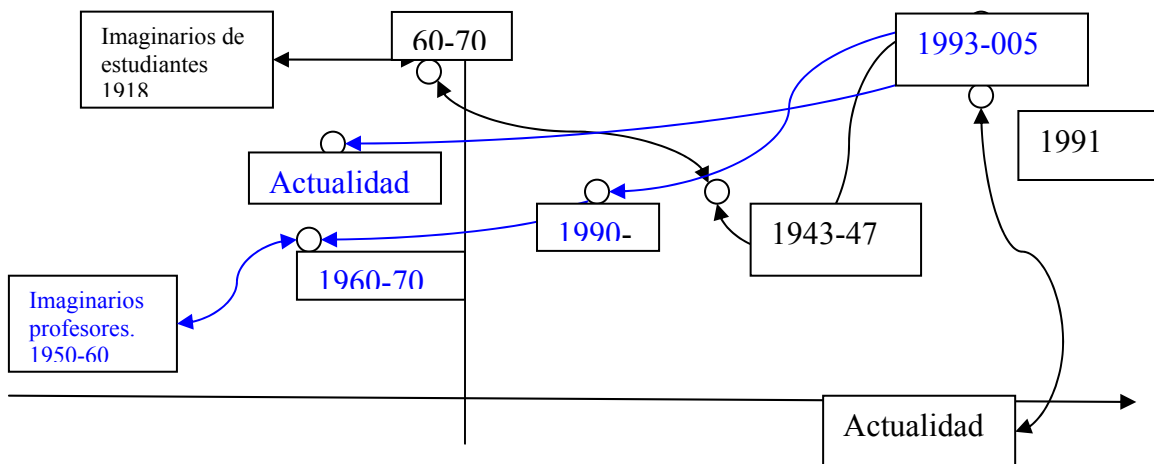 Imaginarios de
estudiantes
1918
60-70
1993-005
1991
Actualidad
1990-
1943-47
1960-70
Imaginarios
profesores.
1950-60
Actualidad